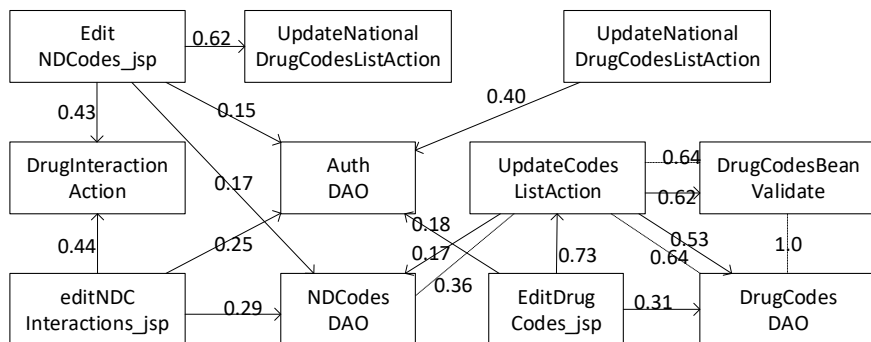 Edit
NDCodes_jsp
0.62
UpdateNational
DrugCodesListAction
UpdateNational
DrugCodesListAction
0.43
0.15
0.40
DrugInteraction
Action
0.17
Auth
DAO
UpdateCodes
ListAction
0.64
0.62
DrugCodesBean
Validate
0.44
0.25
0.18
0.17
0.36
0.73
0.53
0.64
1.0
editNDC
Interactions_jsp
0.29
NDCodes
DAO
EditDrug
Codes_jsp
0.31
DrugCodes
DAO